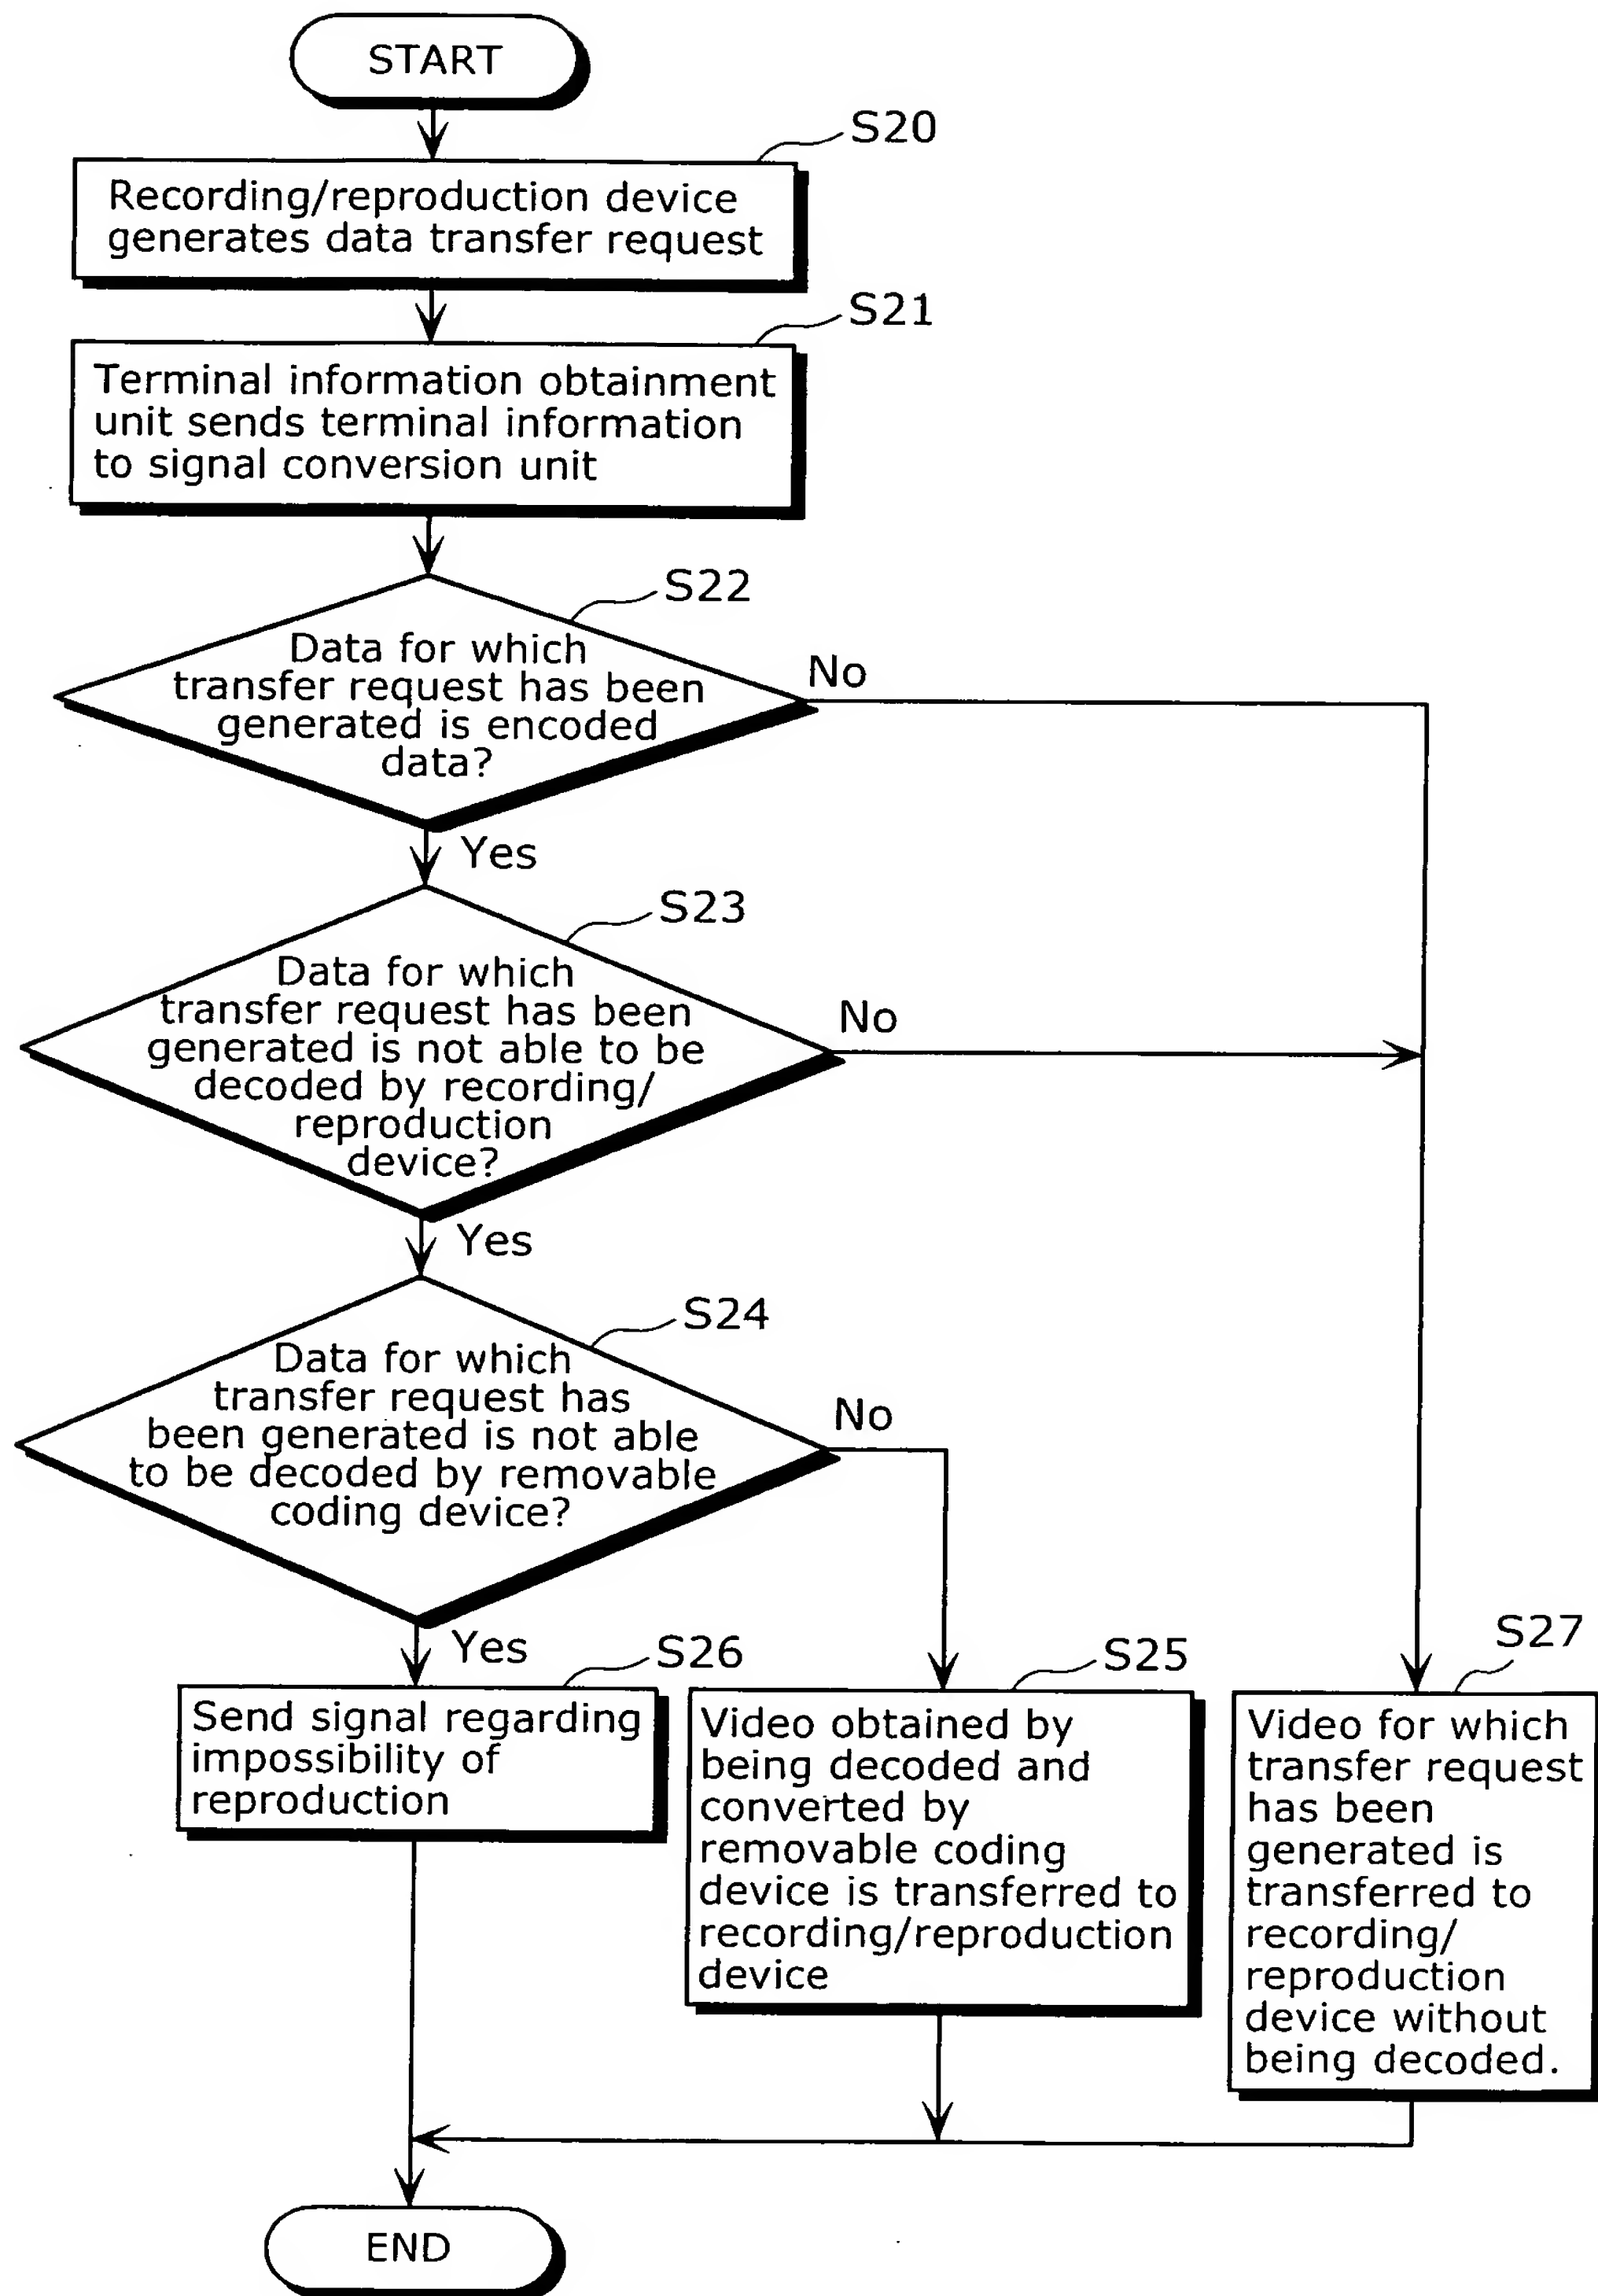 START
S20
Recording/reproduction device
generates data transfer request
S21
Terminal information obtainment
unit sends terminal information
to signal conversion unit
S22
Data for which
transfer request has been
generated is encoded
data?
No
Yes
S23
Data for which
transfer request has been
generated is not able to be
decoded by recording/
reproduction
device?
No
Yes
S24
Data for which
transfer request has
been generated is not able
to be decoded by removable
coding device?
No
Yes
S26
Send signal regarding
impossibility of
reproduction
S25
Video obtained by
being decoded and
converted by
removable coding
device is transferred to
recording/reproduction
device
S27
Video for which
transfer request
has been
generated is
transferred to
recording/
reproduction
device without
being decoded.
END